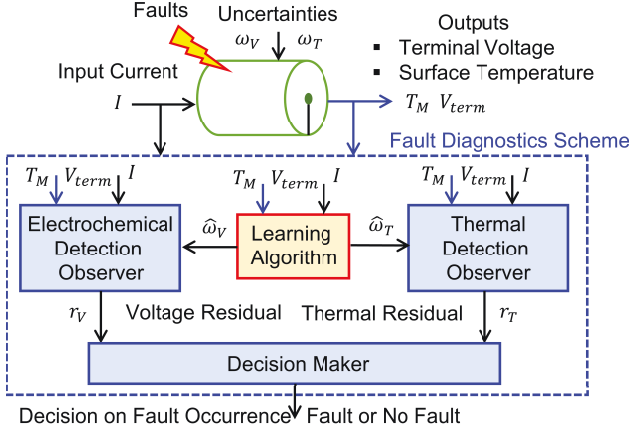 Faults
Uncertainties
ω_V ω_T
Outputs
▪ Terminal Voltage
▪ Surface Temperature
Input Current
I
T_M V_term
Fault Diagnostics Scheme
T_M V_term I
T_M V_term I
T_M V_term I
Electrochemical
Detection
Observer
ω̂_V
Learning
Algorithm
ω̂_T
Thermal
Detection
Observer
r_V Voltage Residual Thermal Residual r_T
Decision Maker
Decision on Fault Occurrence Fault or No Fault